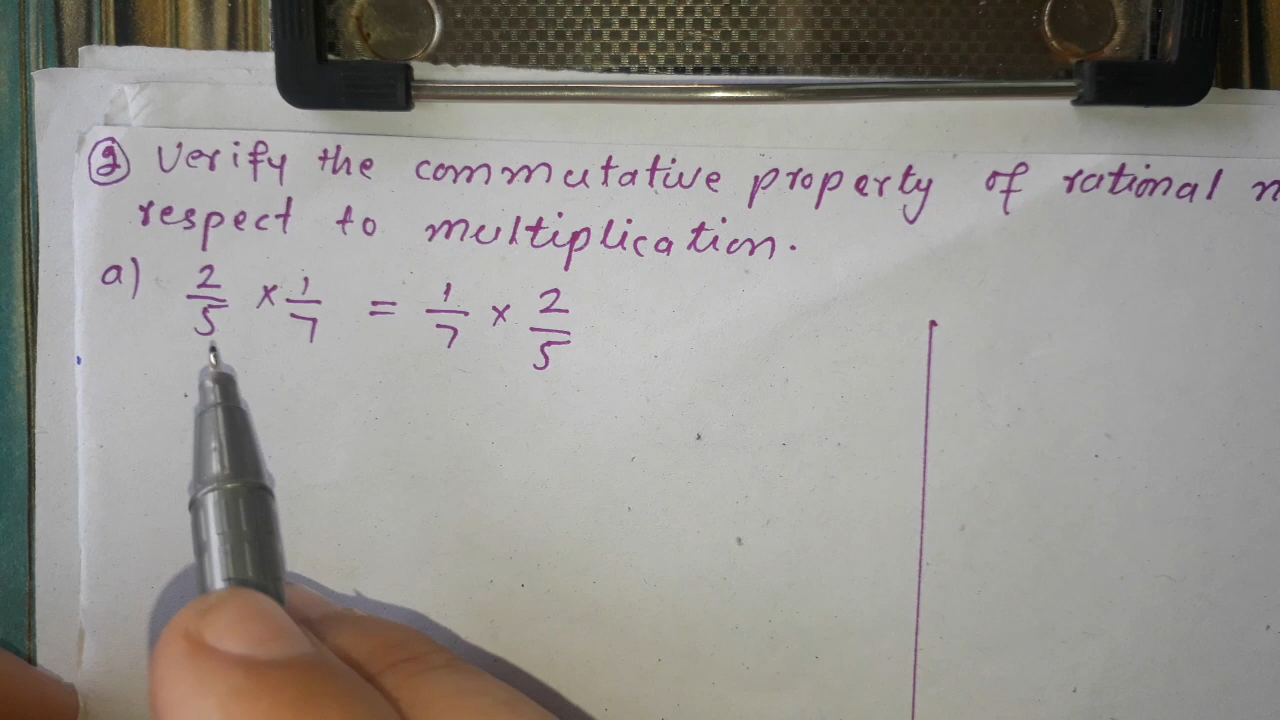 ② Verify the commutative property of rational
respect to multiplication.
a) 2/5 × 1/7 = 1/7 × 2/5